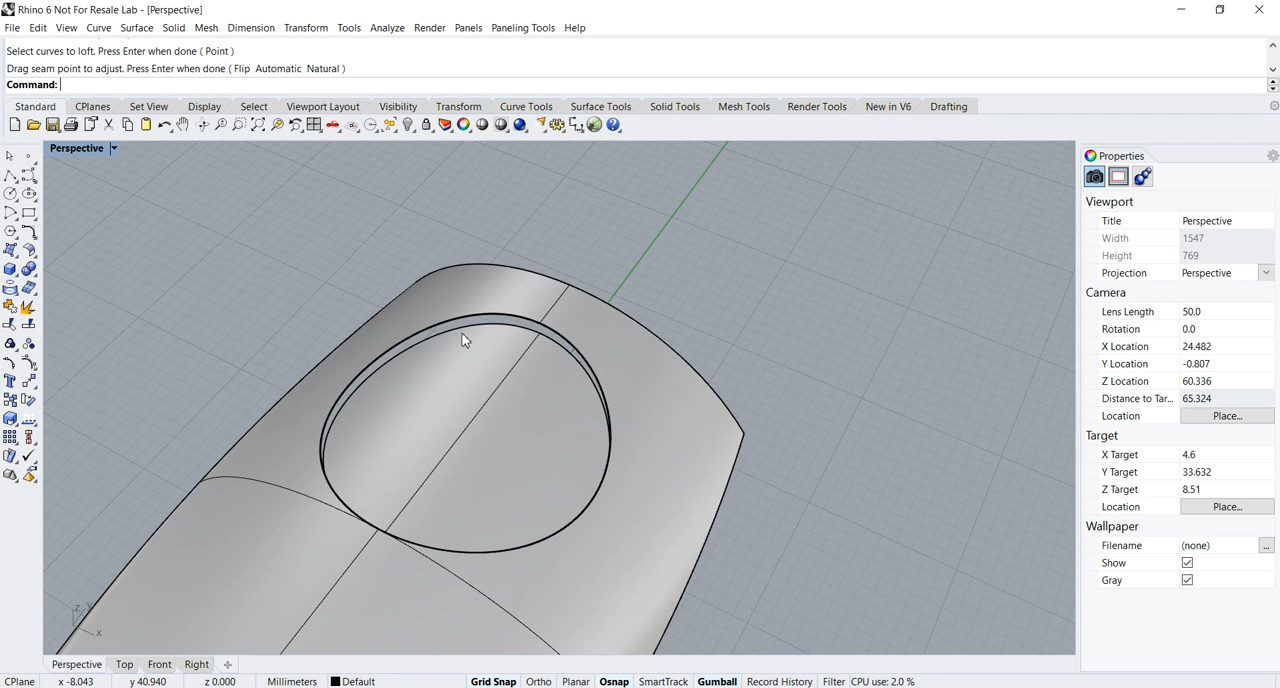 Rhino 6 Not For Resale Lab - [Perspective]
File Edit View Curve Surface Solid Mesh Dimension Transform Tools Analyze Render Panels Paneling Tools Help
Select curves to loft. Press Enter when done ( Point )
Drag seam point to adjust. Press Enter when done ( Flip Automatic Natural )
Command:
Standard CPlanes Set View Display Select Viewport Layout Visibility Transform Curve Tools Surface Tools Solid Tools Mesh Tools Render Tools New in V6 Drafting
Perspective
Properties
Viewport
Title Perspective
Width 1547
Height 769
Projection Perspective
Camera
Lens Length 50.0
Rotation 0.0
X Location 24.482
Y Location -0.807
Z Location 60.336
Distance to Tar... 65.324
Location Place...
Target
X Target 4.6
Y Target 33.632
Z Target 8.51
Location Place...
Wallpaper
Filename (none) ...
Show
Gray
z y
x
Perspective Top Front Right
CPlane x -8.043 y 40.940 z 0.000 Millimeters Default Grid Snap Ortho Planar Osnap SmartTrack Gumball Record History Filter CPU use: 2.0 %